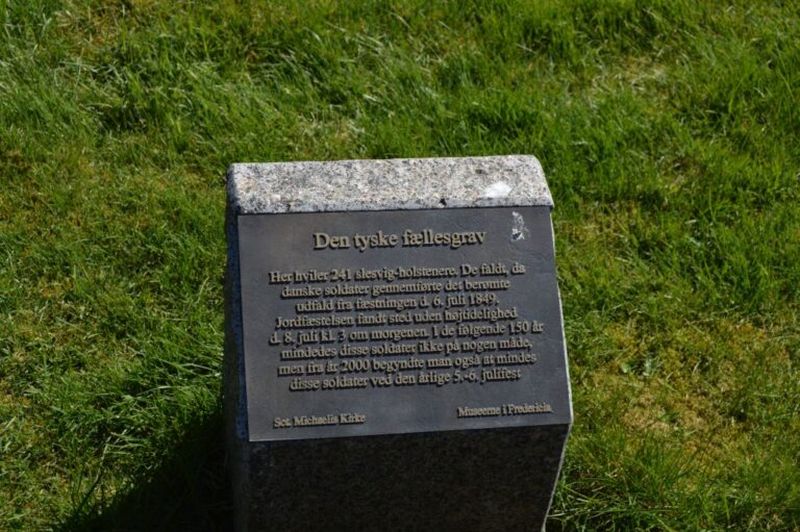 Den tyske fællesgrav
Her hviler 241 slesvig-holstenere. De faldt, da
danske soldater gennemførte det berømte
udfald fra fæstningen d. 6. juli 1849.
Jordfæstelsen fandt sted uden højtidelighed
d. 8. juli kl. 3 om morgenen. I de følgende 150 år
mindedes disse soldater ikke på nogen måde,
men fra år 2000 begyndte man også at mindes
disse soldater ved den årlige 5.-6. julifest
Sct. Michaelis Kirke
Museerne i Fredericia